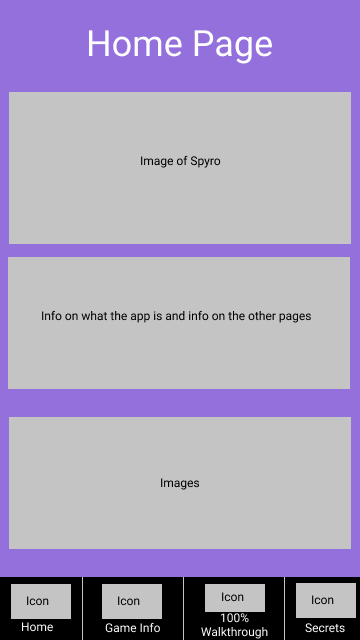 Home Page
Image of Spyro
Info on what the app is and info on the other pages
Images
Icon
Home
Icon
Game Info
Icon
100%
Walkthrough
Icon
Secrets